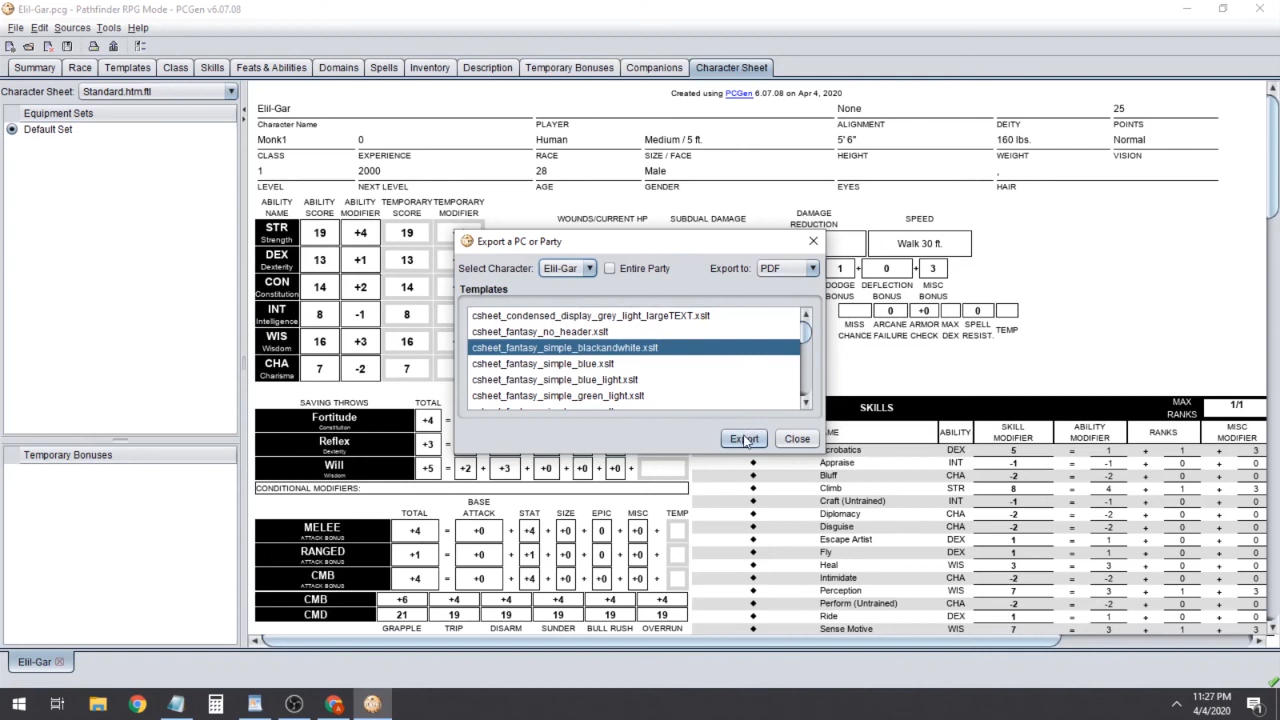 Elil-Gar.pcg - Pathfinder RPG Mode - PCGen v6.07.08
File Edit Sources Tools Help
Summary Race Templates Class Skills Feats & Abilities Domains Spells Inventory Description Temporary Bonuses Companions Character Sheet
Character Sheet: Standard.htm.ftl
Equipment Sets
Default Set
Temporary Bonuses
Created using PCGen 6.07.08 on Apr 4, 2020
Elil-Gar None 25
Character Name PLAYER ALIGNMENT DEITY POINTS
Monk1 0 Human Medium / 5 ft. 5' 6" 160 lbs. Normal
CLASS EXPERIENCE RACE SIZE / FACE HEIGHT WEIGHT VISION
1 2000 28 Male ,
LEVEL NEXT LEVEL AGE GENDER EYES HAIR
ABILITY ABILITY ABILITY TEMPORARY TEMPORARY
NAME SCORE MODIFIER SCORE MODIFIER
WOUNDS/CURRENT HP SUBDUAL DAMAGE DAMAGE REDUCTION SPEED
STR 19 +4 19
Strength
Walk 30 ft.
DEX 13 +1 13
Dexterity
CON 14 +2 14
Constitution
INT 8 -1 8
Intelligence
WIS 16 +3 16
Wisdom
CHA 7 -2 7
Charisma
1 + 0 + 3
DODGE BONUS DEFLECTION BONUS MISC BONUS
0 +0 0
MISS CHANCE ARCANE FAILURE ARMOR CHECK MAX DEX SPELL RESIST. TEMP
Export a PC or Party
Select Character: Elil-Gar Entire Party Export to: PDF
Templates
csheet_condensed_display_grey_light_largeTEXT.xslt
csheet_fantasy_no_header.xslt
csheet_fantasy_simple_blackandwhite.xslt
csheet_fantasy_simple_blue.xslt
csheet_fantasy_simple_blue_light.xslt
csheet_fantasy_simple_green_light.xslt
Export Close
SAVING THROWS TOTAL
Fortitude +4
Constitution
Reflex +3
Dexterity
Will +5 = +2 + +3 + +0 + +0 + +0 +
Wisdom
CONDITIONAL MODIFIERS:
TOTAL BASE ATTACK STAT SIZE EPIC MISC TEMP
MELEE +4 = +0 + +4 + +0 + 0 + +0 +
ATTACK BONUS
RANGED +1 = +0 + +1 + +0 + 0 + +0 +
ATTACK BONUS
CMB +4 = +0 + +4 + +0 + +0 + +0 +
ATTACK BONUS
CMB +6 +4 +4 +4 +4 +4
CMD 21 19 19 19 19 19
GRAPPLE TRIP DISARM SUNDER BULL RUSH OVERRUN
SKILLS MAX RANKS 1/1
ABILITY SKILL MODIFIER ABILITY MODIFIER RANKS MISC MODIFIER
Acrobatics DEX 5 = 1 + 1 + 3
Appraise INT -1 = -1 + 0 + 0
Bluff CHA -2 = -2 + 0 + 0
Climb STR 8 = 4 + 1 + 3
Craft (Untrained) INT -1 = -1 + 0 + 0
Diplomacy CHA -2 = -2 + 0 + 0
Disguise CHA -2 = -2 + 0 + 0
Escape Artist DEX 1 = 1 + 0 + 0
Fly DEX 1 = 1 + 0 + 0
Heal WIS 3 = 3 + 0 + 0
Intimidate CHA -2 = -2 + 0 + 0
Perception WIS 7 = 3 + 1 + 3
Perform (Untrained) CHA -2 = -2 + 0 + 0
Ride DEX 1 = 1 + 0 + 0
Sense Motive WIS 7 = 3 + 1 + 3
Elil-Gar
11:27 PM
4/4/2020